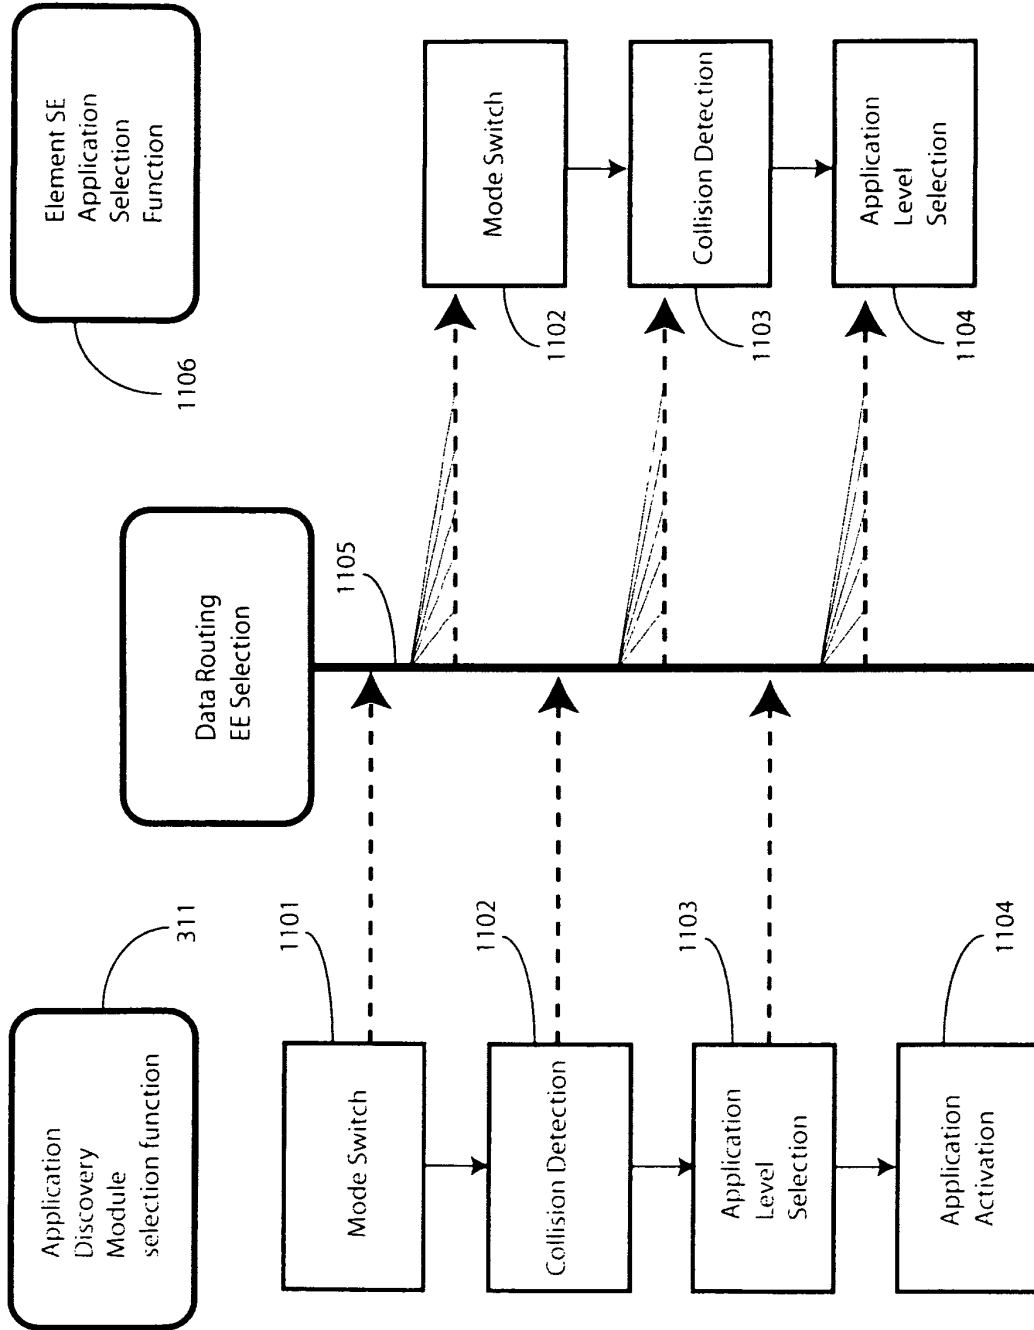 Application
Discovery
Module
selection function
311
Data Routing
EE Selection
1105
Element SE
Application
Selection
Function
1106
Mode Switch
1101
Collision Detection
1102
Application
Level
Selection
1103
Application
Activation
1104
Mode Switch
1102
Collision Detection
1103
Application
Level
Selection
1104